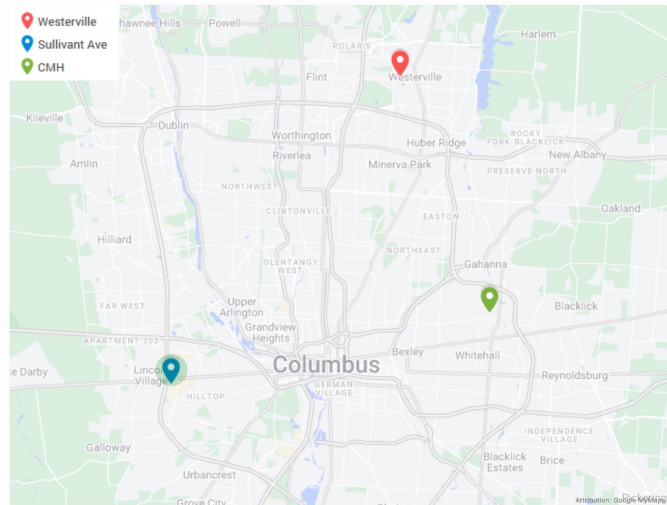 Westerville
Sullivant Ave
CMH
Shawnee Hills
Powell
POLARIS
Harlem
Flint
Westerville
Kileville
Dublin
Worthington
Huber Ridge
ROCKY
FORK-BLACKLICK
Riverlea
Amlin
Minerva Park
New Albany
PRESERVE NORTH
NORTHWEST
CLINTONVILLE
EASTON
Oakland
Hilliard
NORTHEAST
OLENTANGY
WEST
Gahanna
FAR WEST
Upper
Arlington
Blacklick
Grandview
Heights
APARTMENT-203
Bexley
Whitehall
Columbus
ke Darby
Lincoln
Village
Reynoldsburg
GERMAN
VILLAGE
HILLTOP
INDEPENDENCE
VILLAGE
Galloway
Blacklick
Estates
Brice
Urbancrest
Grove City
Pickering
Attribution: Google MyMaps